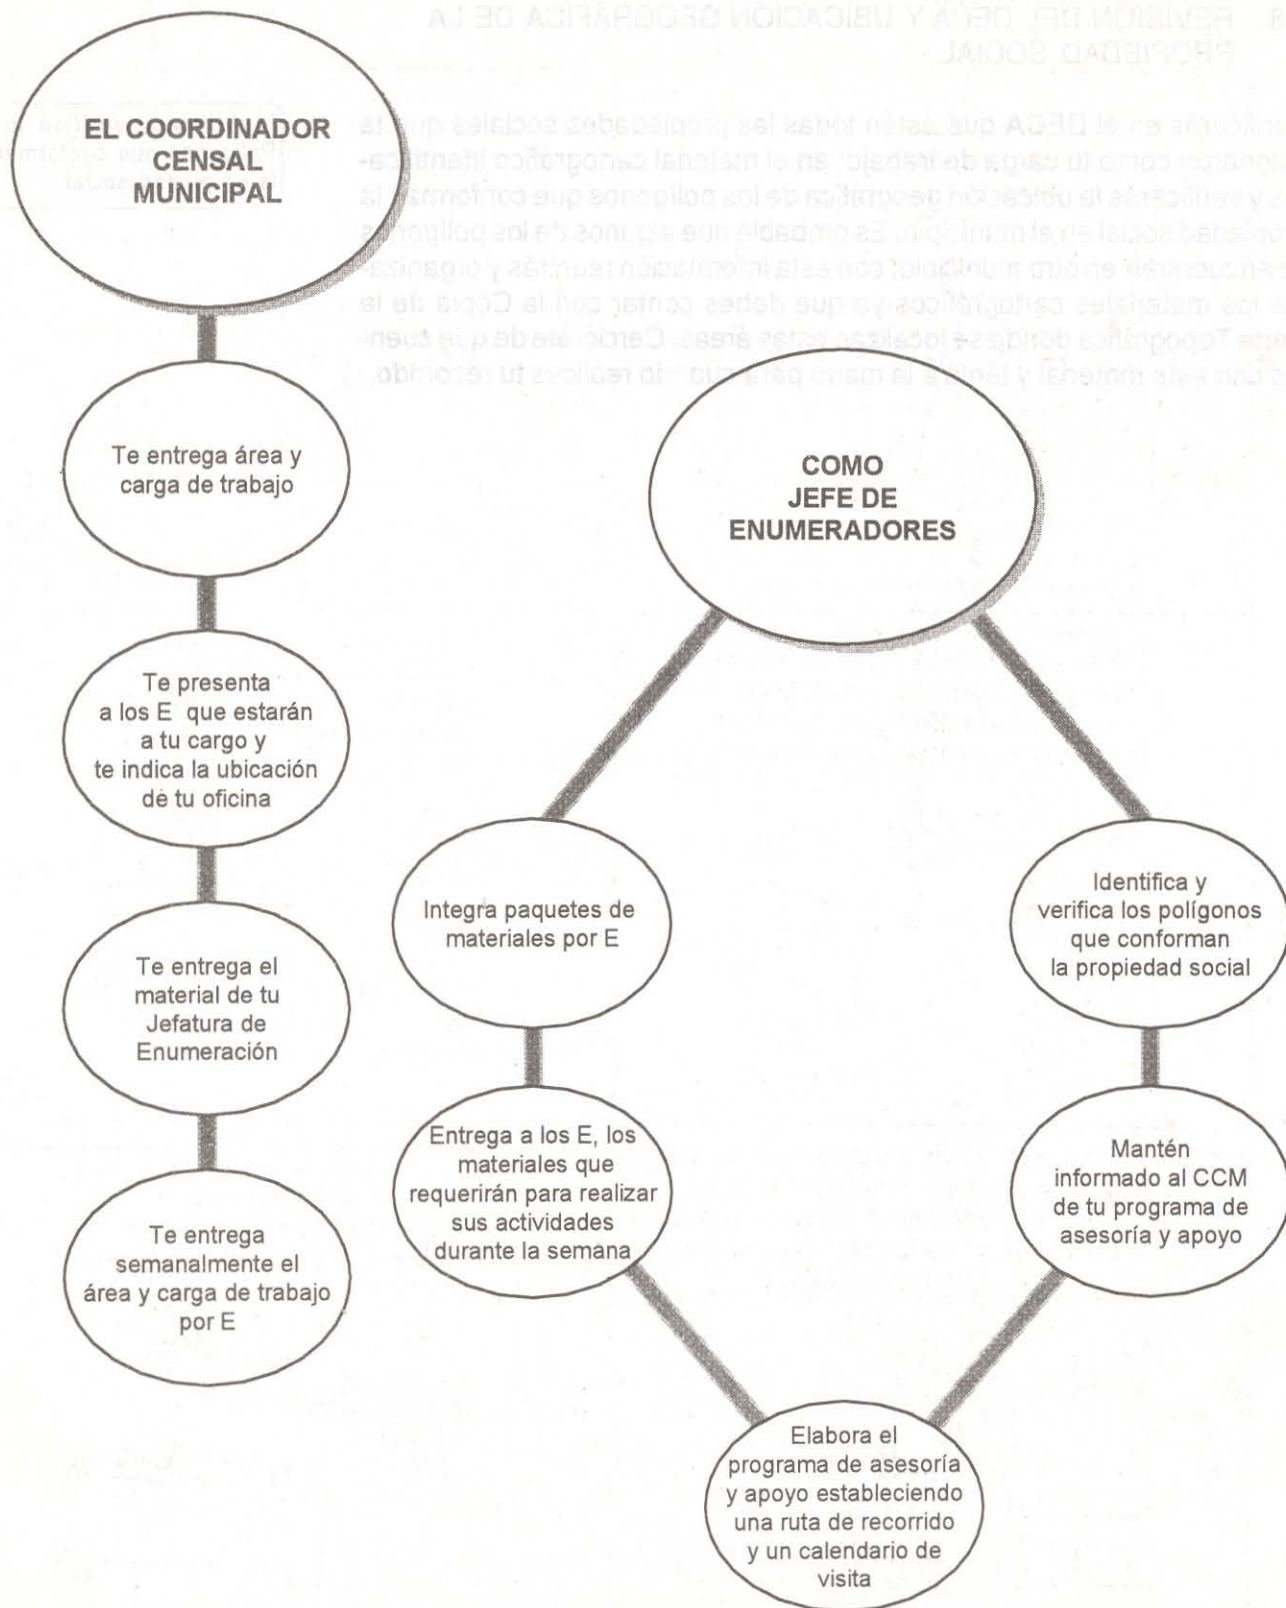 EL COORDINADOR
CENSAL
MUNICIPAL
Te entrega área y
carga de trabajo
Te presenta
a los E que estarán
a tu cargo y
te indica la ubicación
de tu oficina
Te entrega el
material de tu
Jefatura de
Enumeración
Te entrega
semanalmente el
área y carga de trabajo
por E
COMO
JEFE DE
ENUMERADORES
Integra paquetes de
materiales por E
Entrega a los E, los
materiales que
requerirán para realizar
sus actividades
durante la semana
Identifica y
verifica los polígonos
que conforman
la propiedad social
Mantén
informado al CCM
de tu programa de
asesoría y apoyo
Elabora el
programa de asesoría
y apoyo estableciendo
una ruta de recorrido
y un calendario de
visita